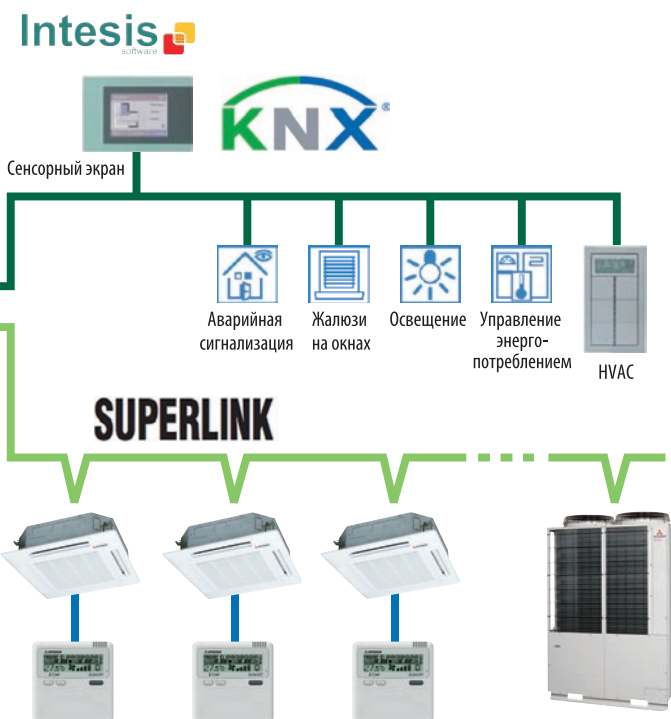 Intesis
software
KNX®
Сенсорный экран
Аварийная
сигнализация
Жалюзи
на окнах
Освещение
Управление
энерго-
потреблением
HVAC
SUPERLINK